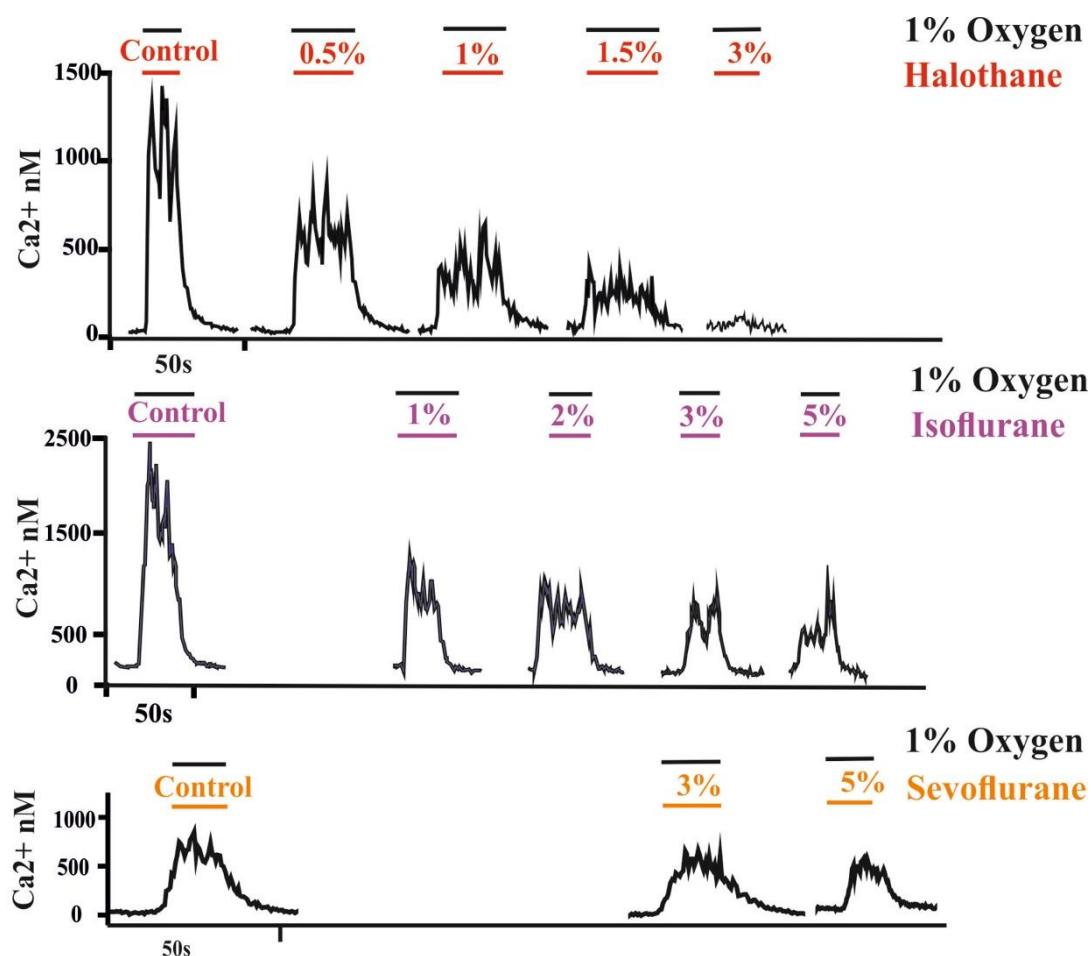 1% Oxygen
Control 0.5% 1% 1.5% 3% Halothane
1500
1000
500
0
Ca2+ nM
50s
1% Oxygen
Control 1% 2% 3% 5% Isoflurane
2500
1500
500
0
Ca2+ nM
50s
1% Oxygen
Control 3% 5% Sevoflurane
1000
500
0
Ca2+ nM
50s